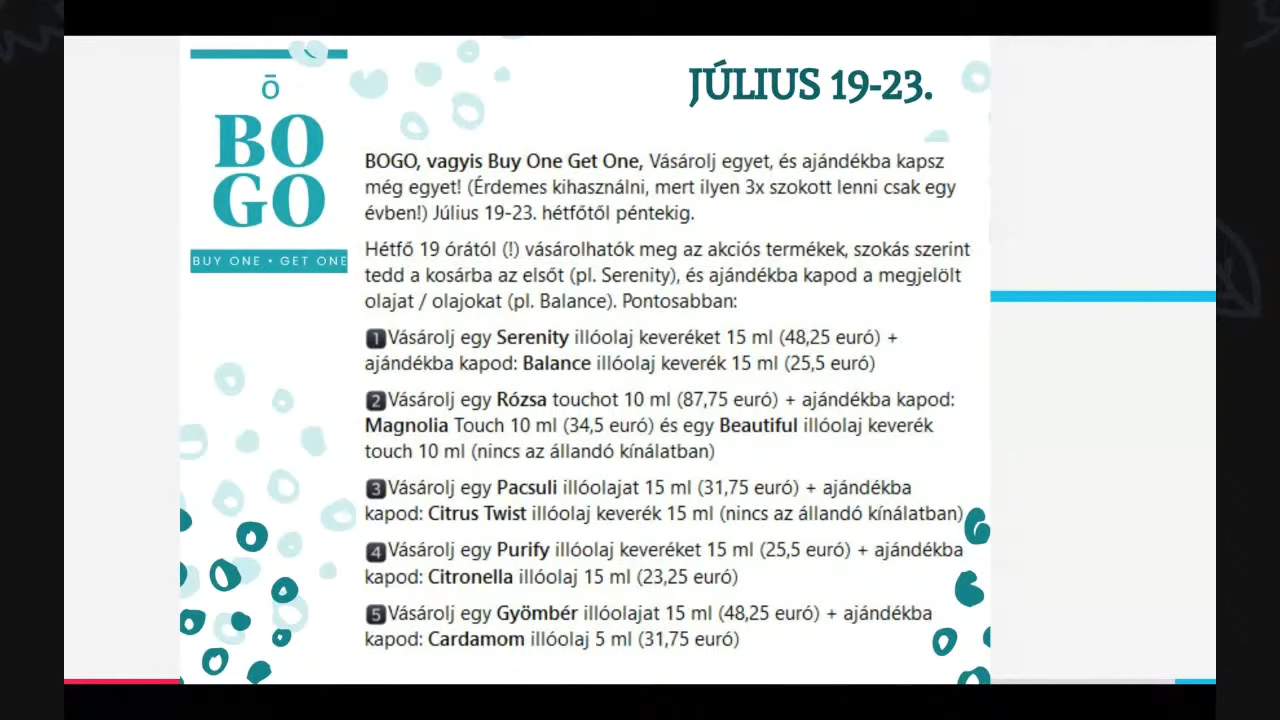 ō
BO
GO
BUY ONE • GET ONE
JÚLIUS 19-23.
BOGO, vagyis Buy One Get One, Vásárolj egyet, és ajándékba kapsz
még egyet! (Érdemes kihasználni, mert ilyen 3x szokott lenni csak egy
évben!) Július 19-23. hétfőtől péntekig.
Hétfő 19 órától (!) vásárolhatók meg az akciós termékek, szokás szerint
tedd a kosárba az elsőt (pl. Serenity), és ajándékba kapod a megjelölt
olajat / olajokat (pl. Balance). Pontosabban:
1 Vásárolj egy Serenity illóolaj keveréket 15 ml (48,25 euró) +
ajándékba kapod: Balance illóolaj keverék 15 ml (25,5 euró)
2 Vásárolj egy Rózsa touchot 10 ml (87,75 euró) + ajándékba kapod:
Magnolia Touch 10 ml (34,5 euró) és egy Beautiful illóolaj keverék
touch 10 ml (nincs az állandó kínálatban)
3 Vásárolj egy Pacsuli illóolajat 15 ml (31,75 euró) + ajándékba
kapod: Citrus Twist illóolaj keverék 15 ml (nincs az állandó kínálatban)
4 Vásárolj egy Purify illóolaj keveréket 15 ml (25,5 euró) + ajándékba
kapod: Citronella illóolaj 15 ml (23,25 euró)
5 Vásárolj egy Gyömbér illóolajat 15 ml (48,25 euró) + ajándékba
kapod: Cardamom illóolaj 5 ml (31,75 euró)